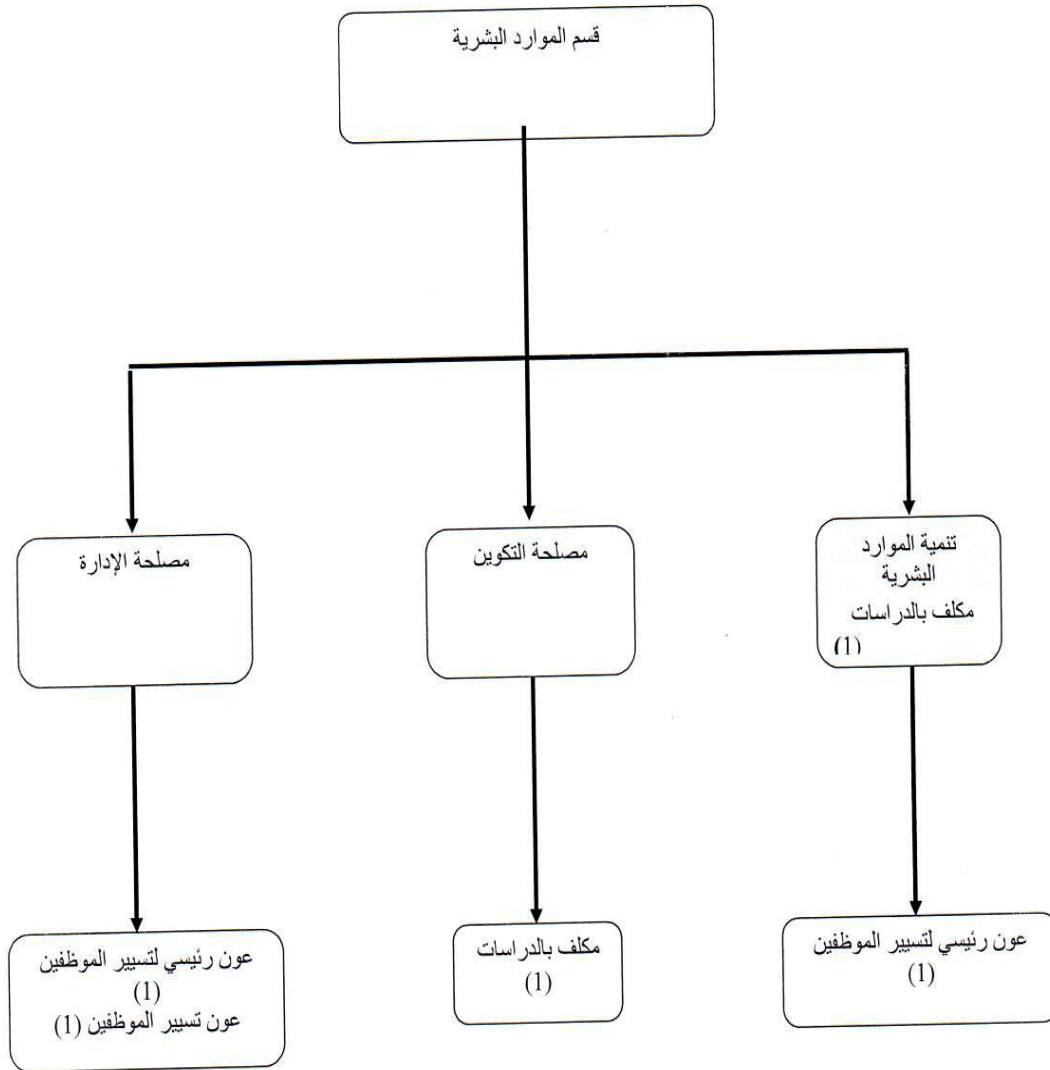 قسم الموارد البشرية
تنمية الموارد
البشرية
مكلف بالدراسات
(1)
مصلحة التكوين
مصلحة الإدارة
عون رئيسي لتسيير الموظفين
(1)
مكلف بالدراسات
(1)
عون رئيسي لتسيير الموظفين
(1)
عون تسيير الموظفين (1)